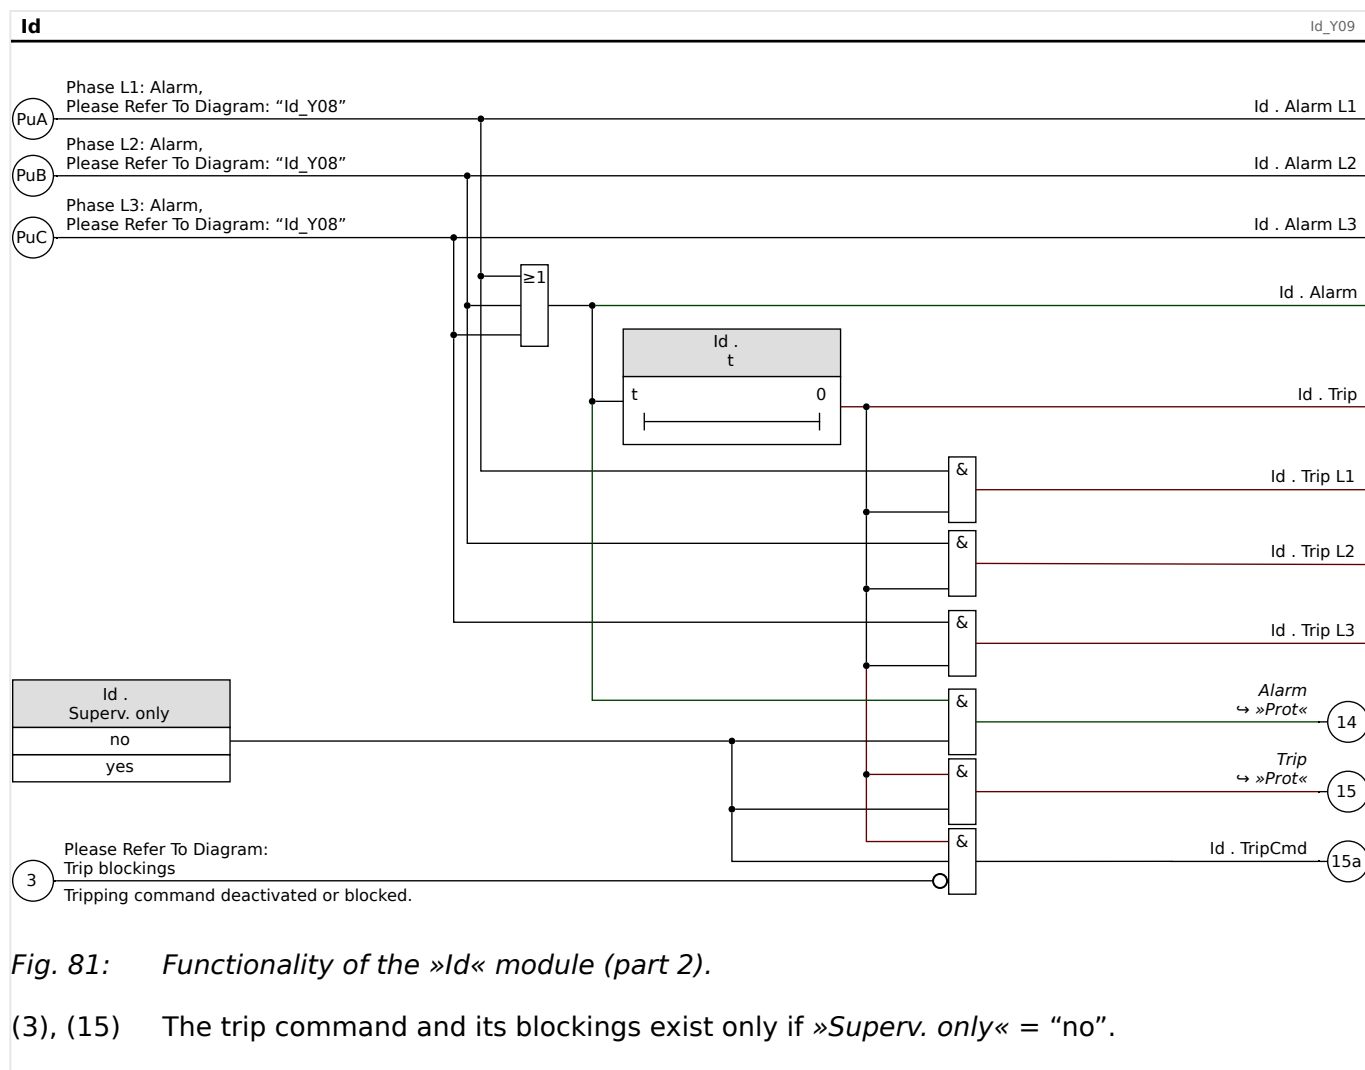 Id
Id_Y09
Phase L1: Alarm,
Please Refer To Diagram: “Id_Y08”
PuA
Id . Alarm L1
Phase L2: Alarm,
Please Refer To Diagram: “Id_Y08”
PuB
Id . Alarm L2
Phase L3: Alarm,
Please Refer To Diagram: “Id_Y08”
PuC
Id . Alarm L3
≥1
Id . Alarm
Id .
t
t 0
Id . Trip
&
Id . Trip L1
&
Id . Trip L2
&
Id . Trip L3
Id .
Superv. only
no
yes
&
Alarm
↪ »Prot«
14
&
Trip
↪ »Prot«
15
&
Id . TripCmd
15a
Please Refer To Diagram:
Trip blockings
3
Tripping command deactivated or blocked.
Fig. 81: Functionality of the »Id« module (part 2).
(3), (15) The trip command and its blockings exist only if »Superv. only« = “no”.